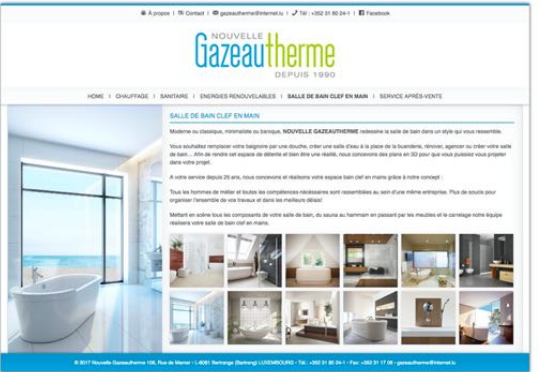 À propos I Contact I gazeautherme@internet.lu I Tél : +352 31 80 24-1 I Facebook
NOUVELLE
Gazeautherme
DEPUIS 1990
HOME I CHAUFFAGE I SANITAIRE I ENERGIES RENOUVELABLES I SALLE DE BAIN CLEF EN MAIN I SERVICE APRÈS-VENTE
SALLE DE BAIN CLEF EN MAIN
Moderne ou classique, minimaliste ou baroque, NOUVELLE GAZEAUTHERME redessine la salle de bain dans un style qui vous ressemble.
Vous souhaitez remplacer votre baignoire par une douche, créer une salle d'eau à la place de la buanderie, rénover, agencer ou créer votre salle
de bain... Afin de rendre cet espace de détente et bien être une réalité, nous concevons des plans en 3D pour que vous puissiez vous projeter
dans votre projet.
A votre service depuis 25 ans, nous concevons et réalisons votre espace bain clef en mains grâce à notre concept :
Tous les hommes de métier et toutes les compétences nécessaires sont rassemblées au sein d'une même entreprise. Plus de soucis pour
organiser l'ensemble de vos travaux et dans les meilleurs délais!
Mettant en scène tous les composants de votre salle de bain, du sauna au hammam en passant par les meubles et le carrelage notre équipe
réalisera votre salle de bain clef en mains.
© 2017 Nouvelle Gazeautherme 106, Rue de Mamer - L-8081 Bertrange (Bartreng) LUXEMBOURG - Tél.: +352 31 80 24-1 - Fax: +352 31 17 09 - gazeautherme@internet.lu